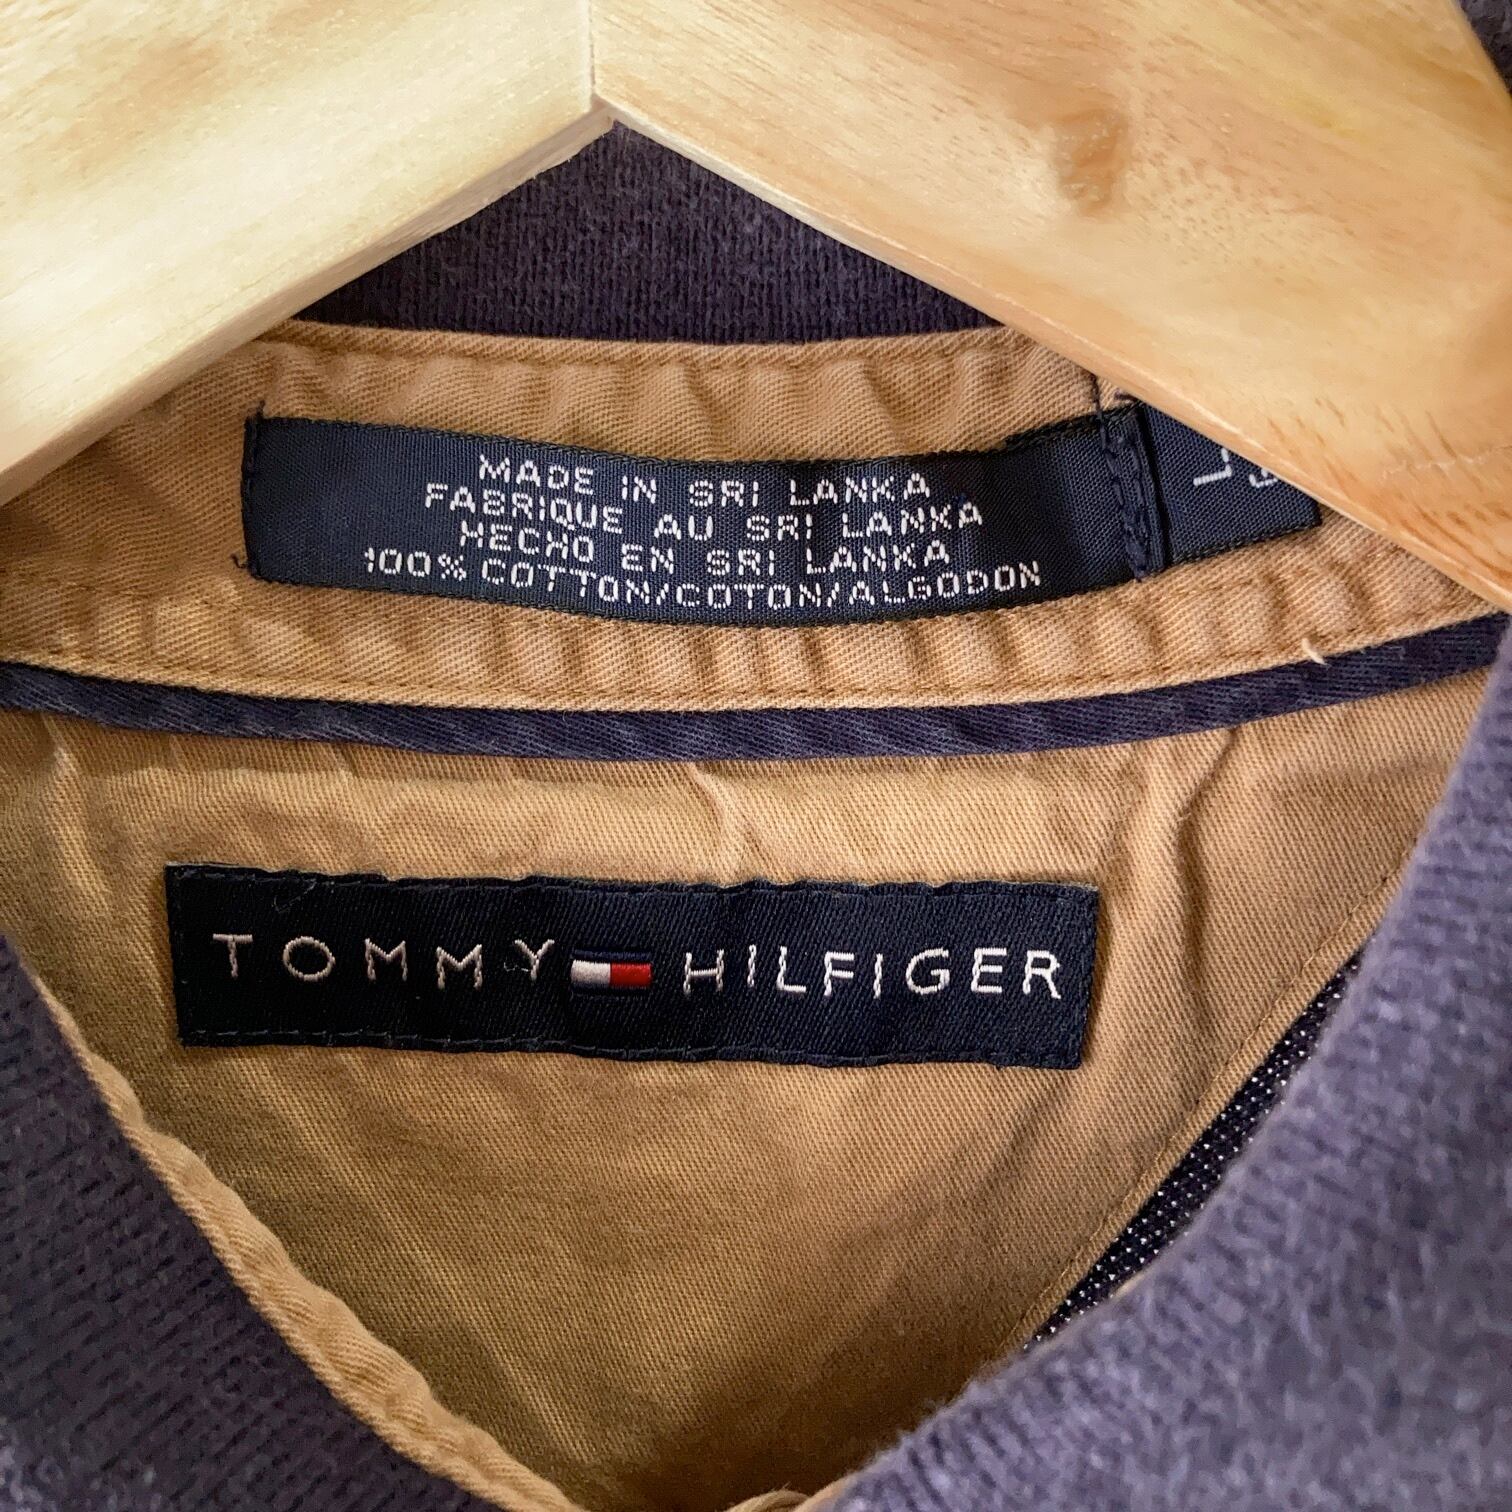 MADE IN SRI LANKA
FABRIQUE AU SRI LANKA
HECHO EN SRI LANKA
100% COTTON/COTON/ALGODON
L
TOMMY HILFIGER